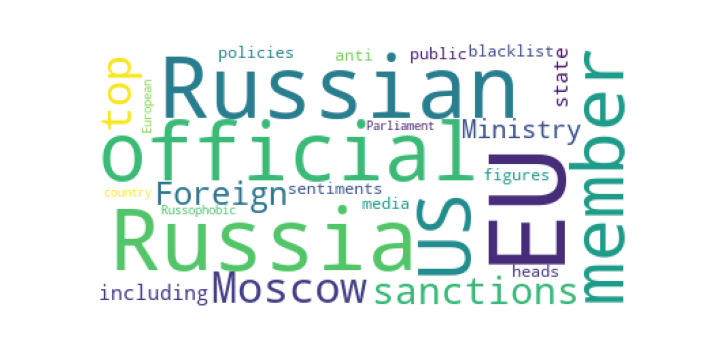 policies anti public blacklist
top European Russian state
official Parliament Ministry member
country Foreign sentiments figures
Russophobic media US EU
Russia heads
including Moscow sanctions